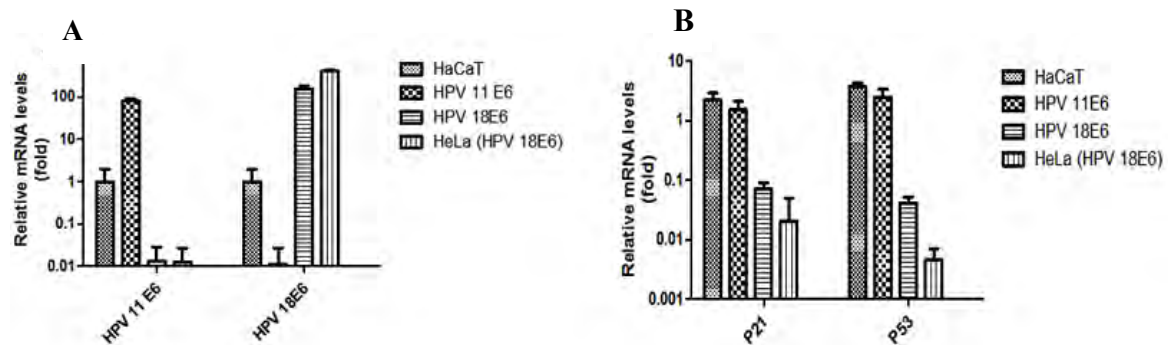 A
Relative mRNA levels
(fold)
100
10
1
0.1
0.01
HPV 11 E6
HPV 18E6
HaCaT
HPV 11 E6
HPV 18E6
HeLa (HPV 18E6)
B
Relative mRNA levels
(fold)
10
1
0.1
0.01
0.001
P21
P53
HaCaT
HPV 11E6
HPV 18E6
HeLa (HPV 18E6)